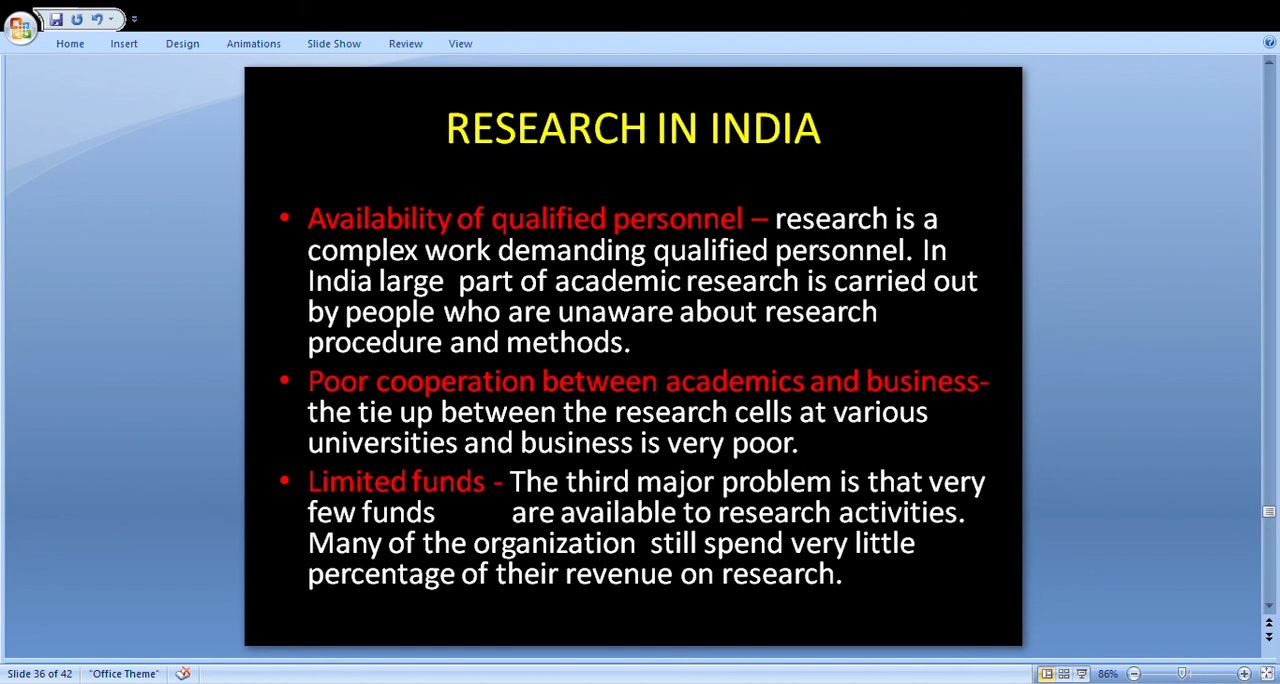 Home Insert Design Animations Slide Show Review View
RESEARCH IN INDIA
• Availability of qualified personnel – research is a
complex work demanding qualified personnel. In
India large part of academic research is carried out
by people who are unaware about research
procedure and methods.
• Poor cooperation between academics and business-
the tie up between the research cells at various
universities and business is very poor.
• Limited funds - The third major problem is that very
few funds are available to research activities.
Many of the organization still spend very little
percentage of their revenue on research.
Slide 36 of 42 "Office Theme" 86%